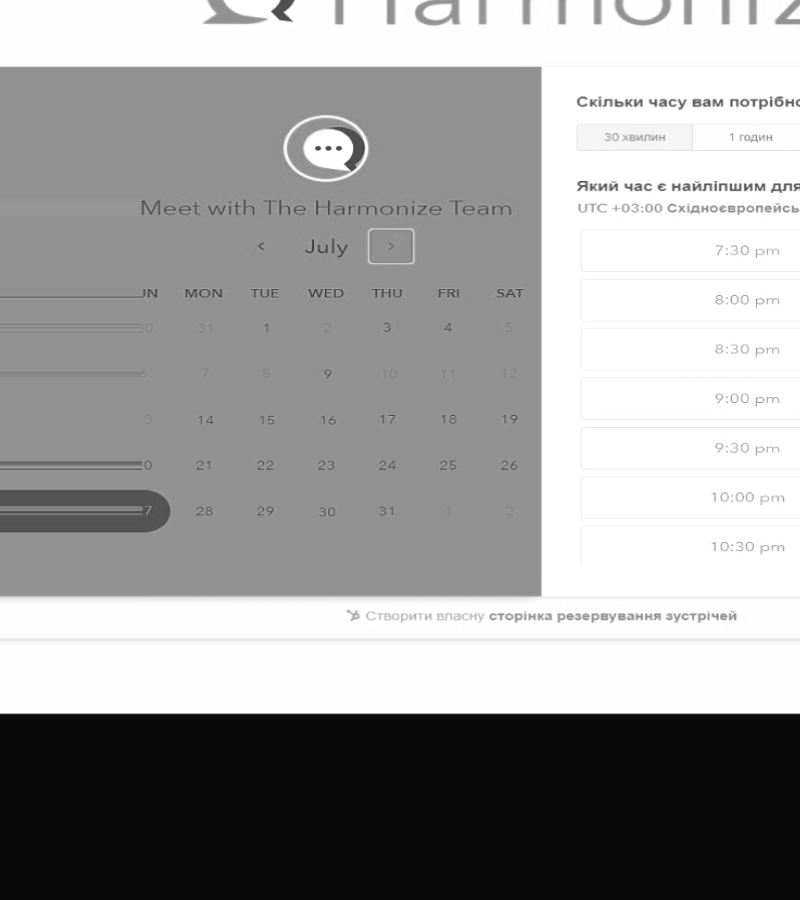 Harmoniz
Meet with The Harmonize Team
< July >
UN MON TUE WED THU FRI SAT
30 31 1 2 3 4 5
6 7 8 9 10 11 12
3 14 15 16 17 18 19
0 21 22 23 24 25 26
7 28 29 30 31 1 2
Скільки часу вам потрібно
30 хвилин 1 годин
Який час є найліпшим для
UTC +03:00 Східноєвропейсь
7:30 pm
8:00 pm
8:30 pm
9:00 pm
9:30 pm
10:00 pm
10:30 pm
Створити власну сторінка резервування зустрічей